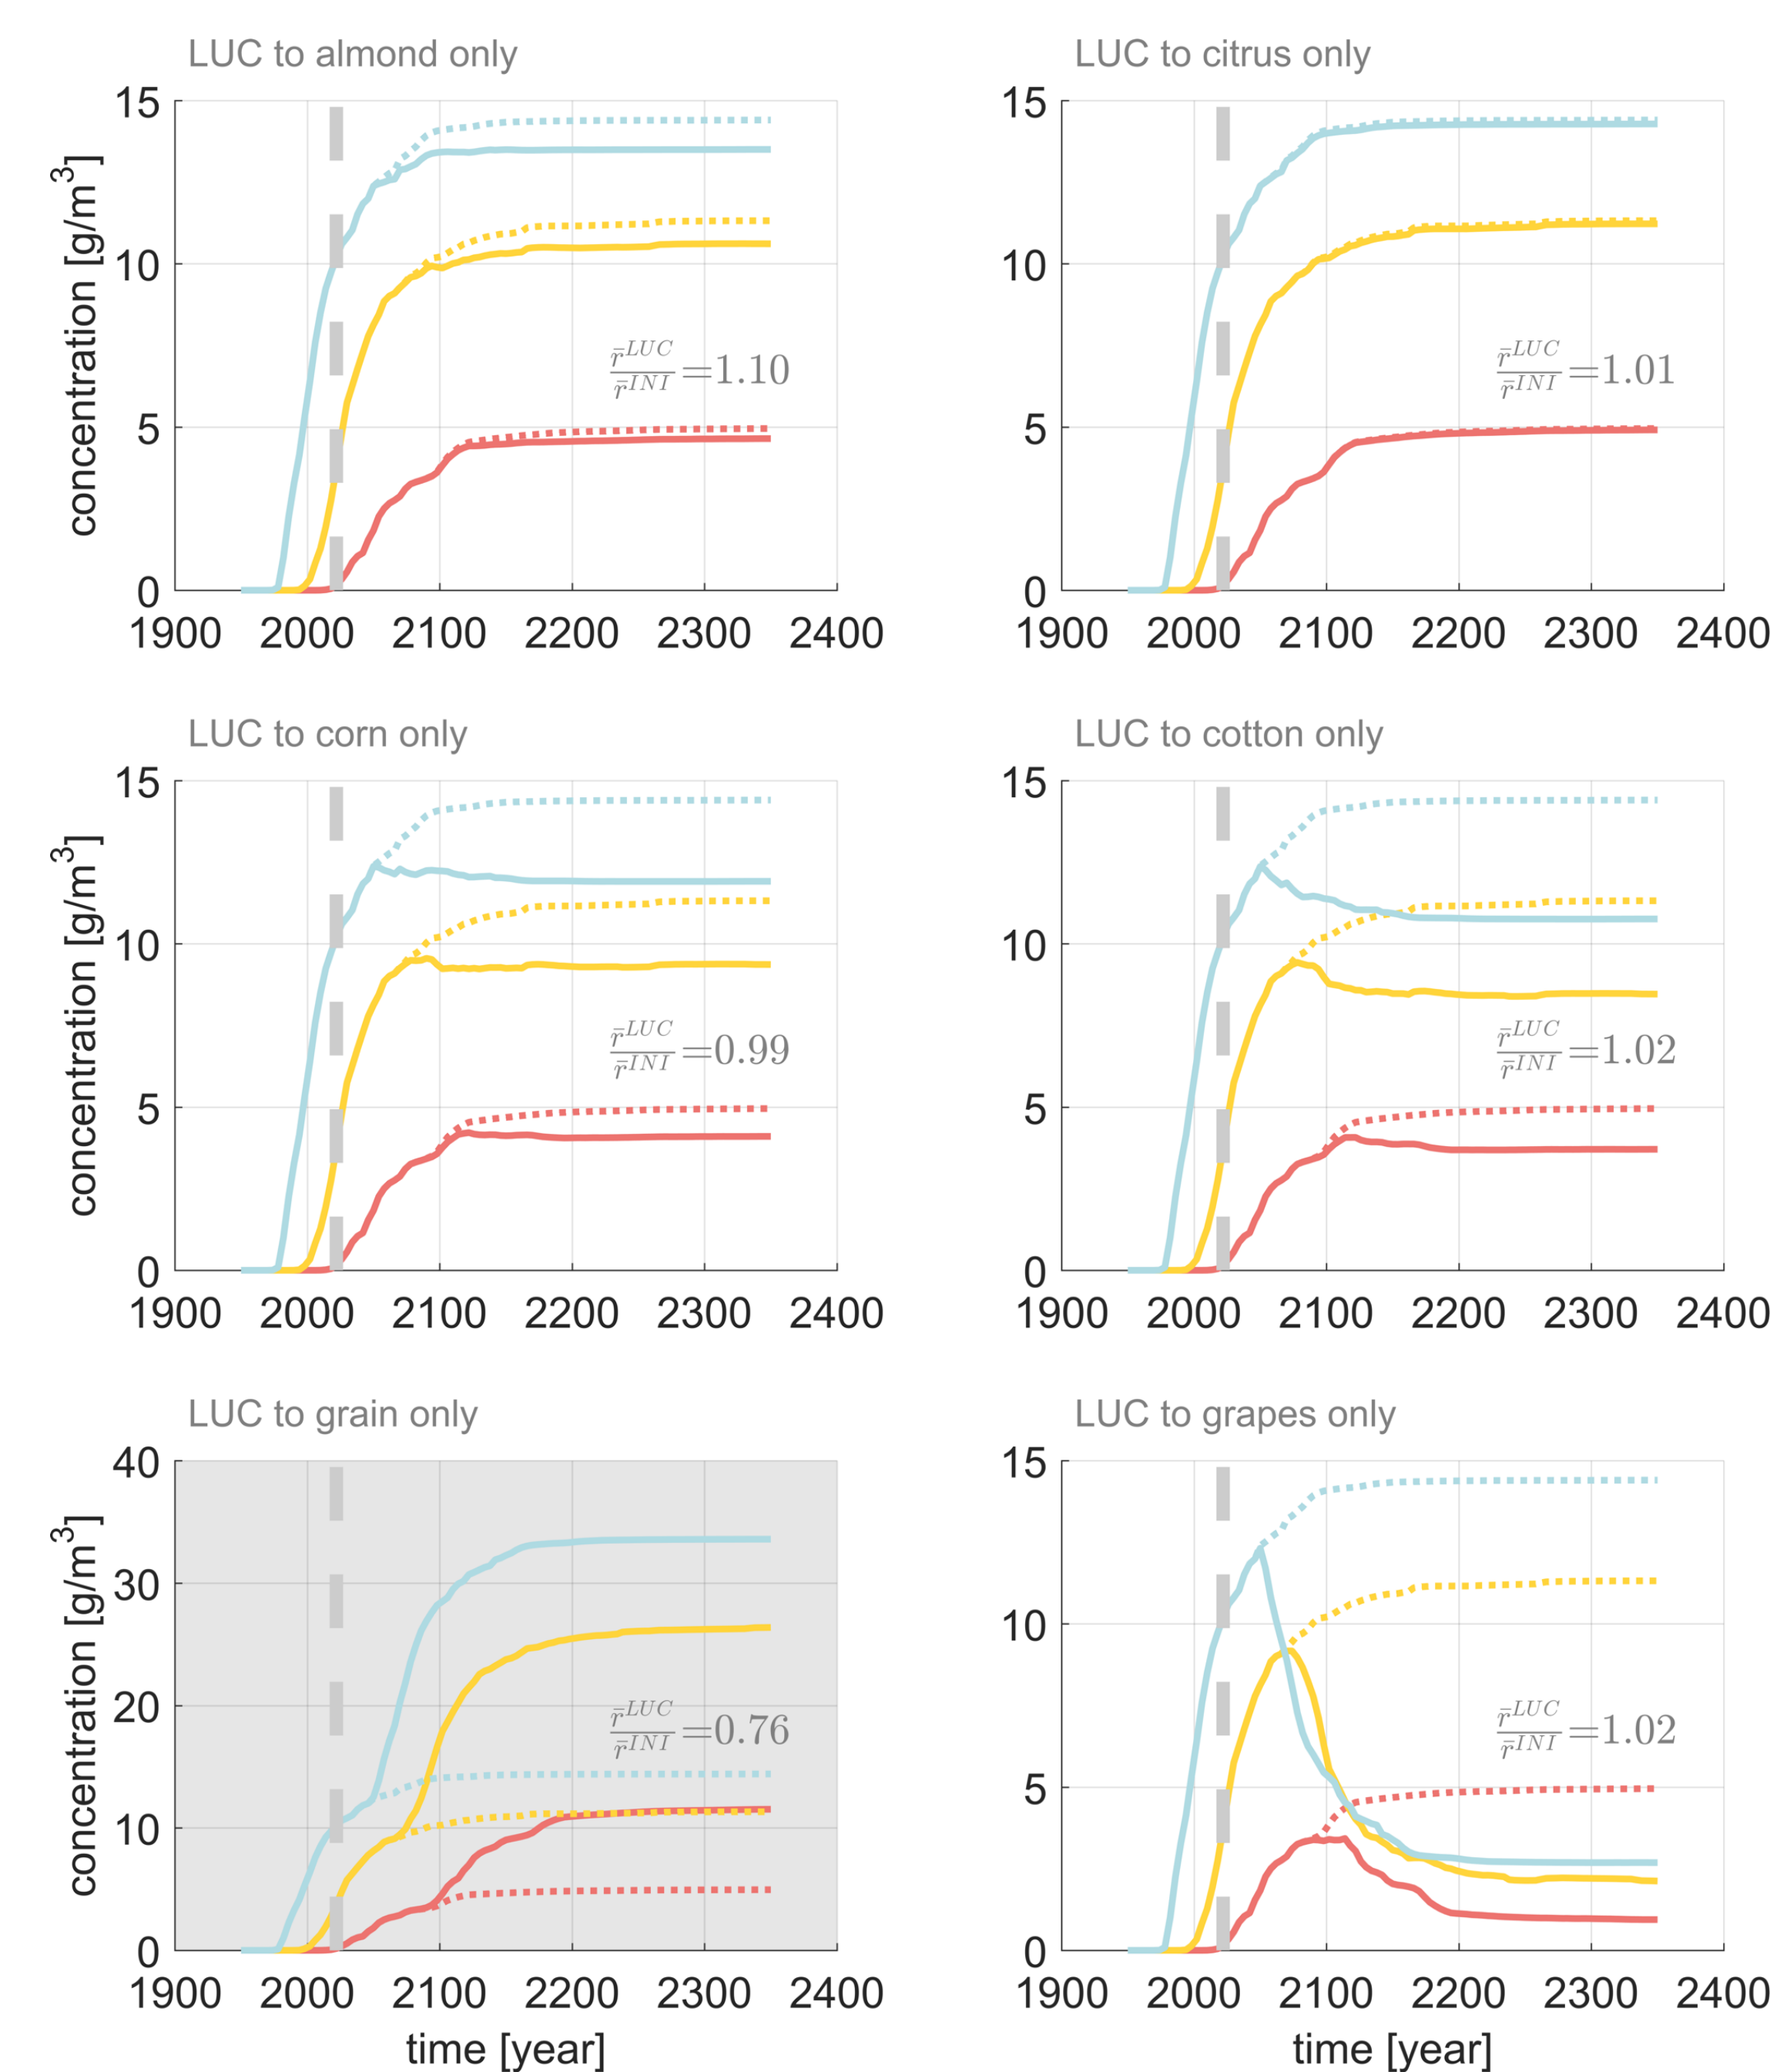 LUC to almond only
LUC to citrus only
15
10
5
0
concentration [g/m³]
r̄^LUC/r̄^INI=1.10
1900 2000 2100 2200 2300 2400
15
10
5
0
r̄^LUC/r̄^INI=1.01
1900 2000 2100 2200 2300 2400
LUC to corn only
LUC to cotton only
15
10
5
0
concentration [g/m³]
r̄^LUC/r̄^INI=0.99
1900 2000 2100 2200 2300 2400
15
10
5
0
r̄^LUC/r̄^INI=1.02
1900 2000 2100 2200 2300 2400
LUC to grain only
LUC to grapes only
40
30
20
10
0
concentration [g/m³]
r̄^LUC/r̄^INI=0.76
1900 2000 2100 2200 2300 2400
time [year]
15
10
5
0
r̄^LUC/r̄^INI=1.02
1900 2000 2100 2200 2300 2400
time [year]